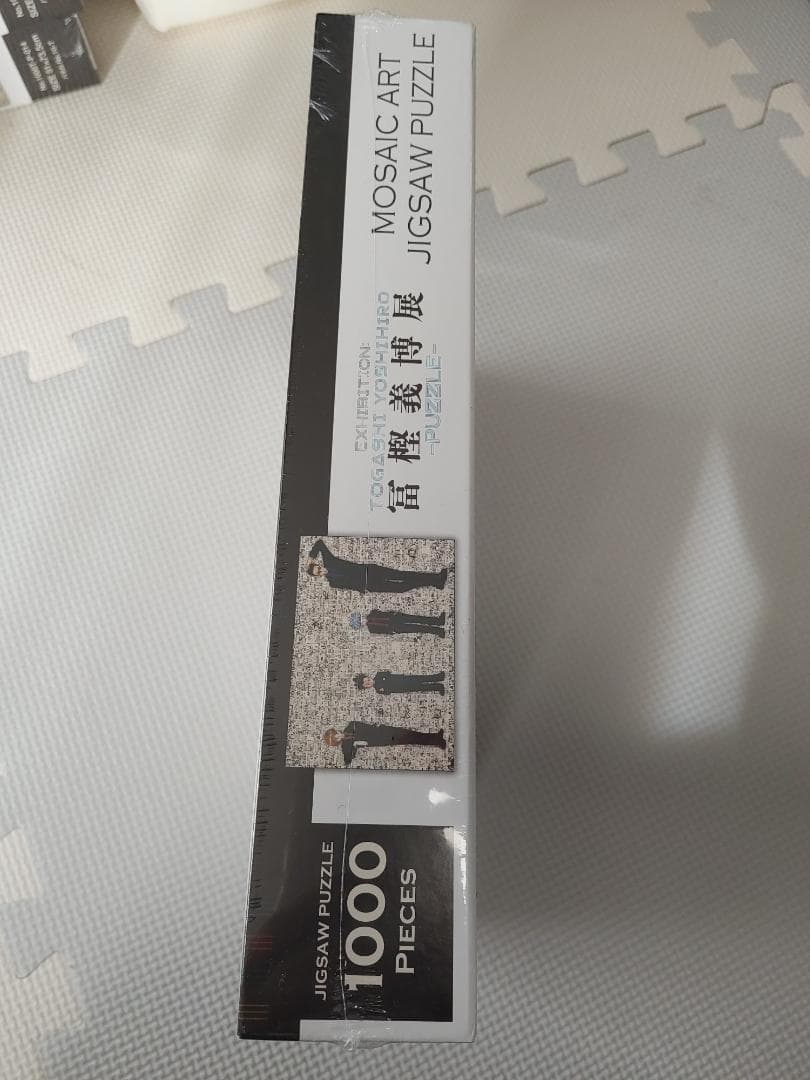 JIGSAW PUZZLE
1000
PIECES
EXHIBITION:
TOGASHI YOSHIHIRO
冨樫義博展
-PUZZLE-
MOSAIC ART
JIGSAW PUZZLE